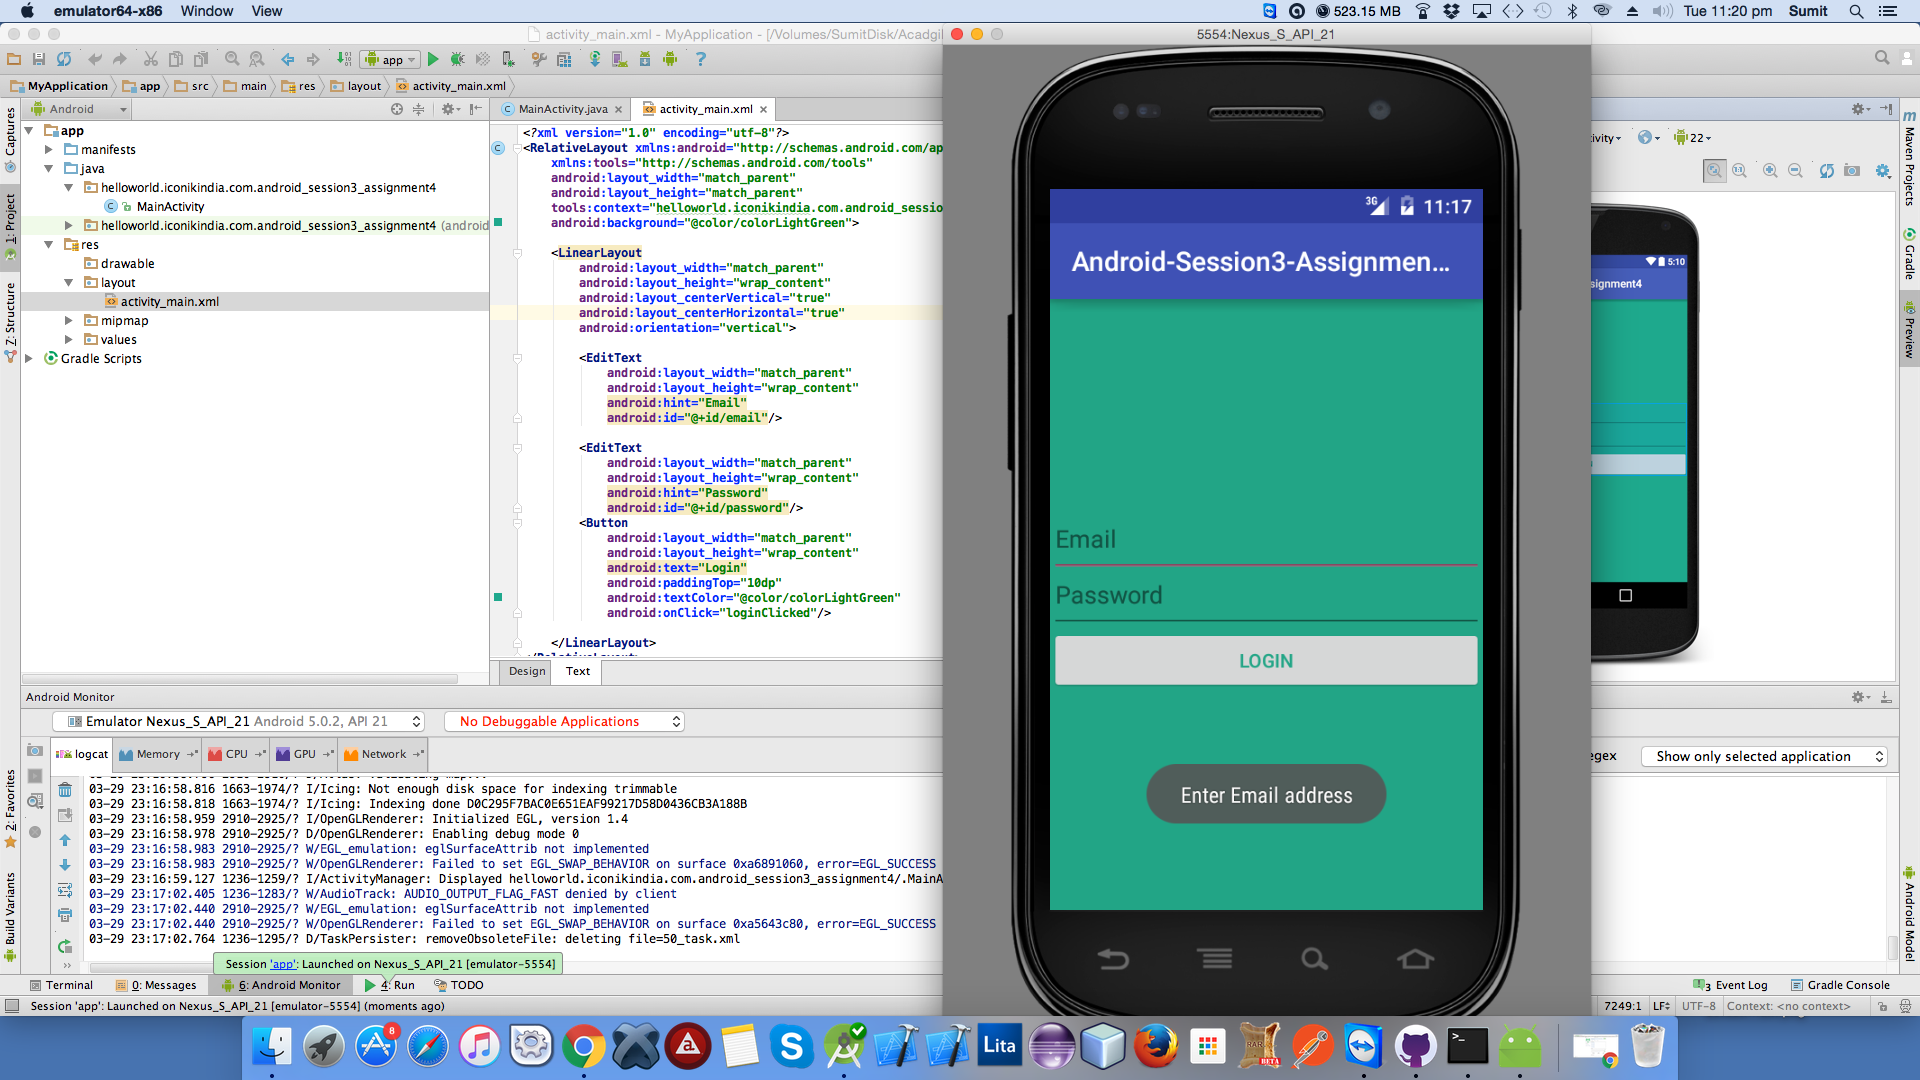 emulator64-x86 Window View
523.15 MB Tue 11:20 pm Sumit
activity_main.xml - MyApplication - [/Volumes/SumitDisk/Acadgil
5554:Nexus_S_API_21
app
MyApplication app src main res layout activity_main.xml
Captures
1: Project
Z: Structure
2: Favorites
Build Variants
Android
app
manifests
java
helloworld.iconikindia.com.android_session3_assignment4
MainActivity
helloworld.iconikindia.com.android_session3_assignment4 (android
res
drawable
layout
activity_main.xml
mipmap
values
Gradle Scripts
MainActivity.java activity_main.xml
<?xml version="1.0" encoding="utf-8"?>
<RelativeLayout xmlns:android="http://schemas.android.com/ap
xmlns:tools="http://schemas.android.com/tools"
android:layout_width="match_parent"
android:layout_height="match_parent"
tools:context="helloworld.iconikindia.com.android_sess
android:background="@color/colorLightGreen">
<LinearLayout
android:layout_width="match_parent"
android:layout_height="wrap_content"
android:layout_centerVertical="true"
android:layout_centerHorizontal="true"
android:orientation="vertical">
<EditText
android:layout_width="match_parent"
android:layout_height="wrap_content"
android:hint="Email"
android:id="@+id/email"/>
<EditText
android:layout_width="match_parent"
android:layout_height="wrap_content"
android:hint="Password"
android:id="@+id/password"/>
<Button
android:layout_width="match_parent"
android:layout_height="wrap_content"
android:text="Login"
android:paddingTop="10dp"
android:textColor="@color/colorLightGreen"
android:onClick="loginClicked"/>
</LinearLayout>
Design Text
3G 11:17
Android-Session3-Assignmen...
Email
Password
LOGIN
Enter Email address
22
5:10
signment4
Maven Projects
Gradle
Preview
Android Model
Android Monitor
Emulator Nexus_S_API_21 Android 5.0.2, API 21 No Debuggable Applications
logcat Memory CPU GPU Network
egex Show only selected application
03-29 23:16:58.816 1663-1974/? I/Icing: Not enough disk space for indexing trimmable
03-29 23:16:58.818 1663-1974/? I/Icing: Indexing done D0C295F7BAC0E651EAF99217D58D0436CB3A188B
03-29 23:16:58.959 2910-2925/? I/OpenGLRenderer: Initialized EGL, version 1.4
03-29 23:16:58.978 2910-2925/? D/OpenGLRenderer: Enabling debug mode 0
03-29 23:16:58.983 2910-2925/? W/EGL_emulation: eglSurfaceAttrib not implemented
03-29 23:16:58.983 2910-2925/? W/OpenGLRenderer: Failed to set EGL_SWAP_BEHAVIOR on surface 0xa6891060, error=EGL_SUCCESS
03-29 23:16:59.127 1236-1259/? I/ActivityManager: Displayed helloworld.iconikindia.com.android_session3_assignment4/.MainA
03-29 23:17:02.405 1236-1283/? W/AudioTrack: AUDIO_OUTPUT_FLAG_FAST denied by client
03-29 23:17:02.440 2910-2925/? W/EGL_emulation: eglSurfaceAttrib not implemented
03-29 23:17:02.440 2910-2925/? W/OpenGLRenderer: Failed to set EGL_SWAP_BEHAVIOR on surface 0xa5643c80, error=EGL_SUCCESS
03-29 23:17:02.764 1236-1295/? D/TaskPersister: removeObsoleteFile: deleting file=50_task.xml
Session 'app': Launched on Nexus_S_API_21 [emulator-5554]
Terminal 0: Messages 6: Android Monitor 4: Run TODO 3 Event Log Gradle Console
Session 'app': Launched on Nexus_S_API_21 [emulator-5554] (moments ago) 7249:1 LF UTF-8 Context: <no context>
8
Lita
RAR
BETA